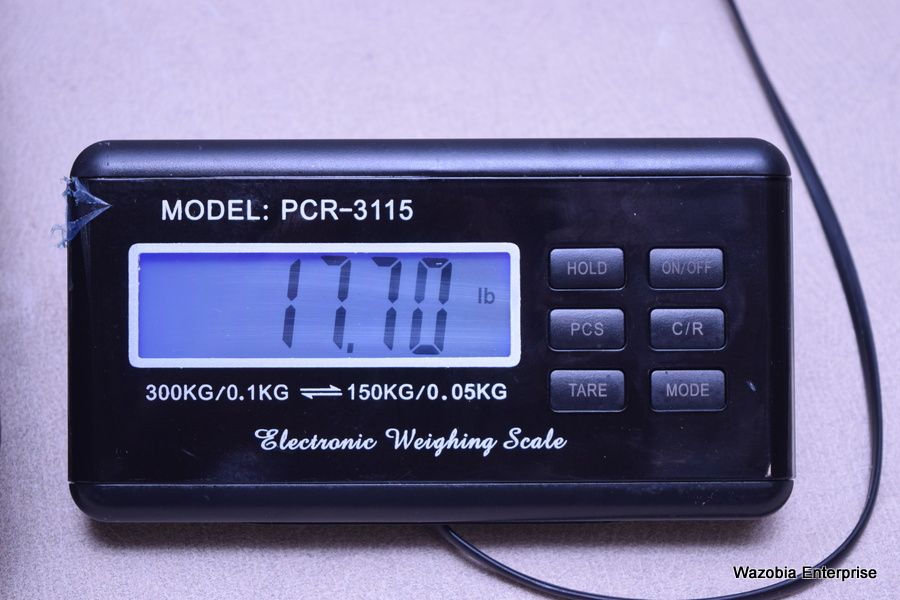 MODEL: PCR-3115
17.70 lb
HOLD ON/OFF
PCS C/R
TARE MODE
300KG/0.1KG ⇌ 150KG/0.05KG
Electronic Weighing Scale
Wazobia Enterprise